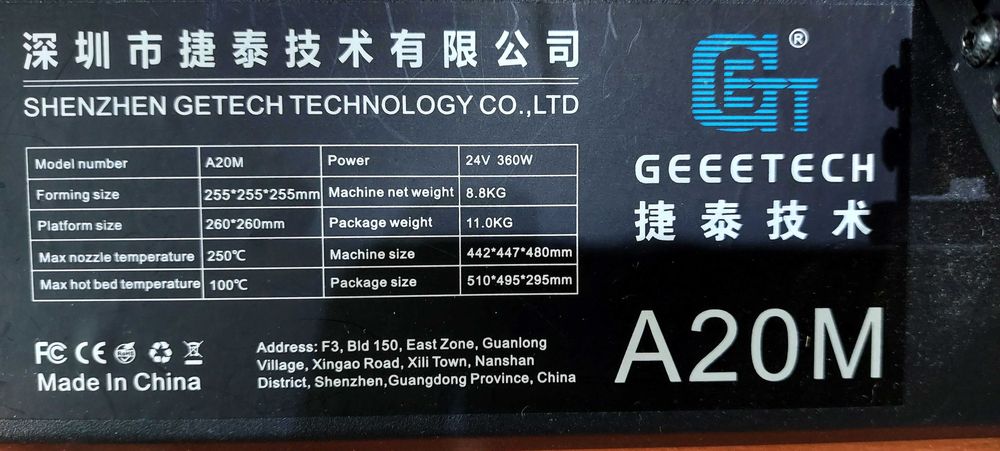 深圳市捷泰技术有限公司
SHENZHEN GETECH TECHNOLOGY CO.,LTD
Model number A20M Power 24V 360W
Forming size 255*255*255mm Machine net weight 8.8KG
Platform size 260*260mm Package weight 11.0KG
Max nozzle temperature 250℃ Machine size 442*447*480mm
Max hot bed temperature 100℃ Package size 510*495*295mm
FC CE RoHS
Made In China
Address: F3, Bld 150, East Zone, Guanlong
Village, Xingao Road, Xili Town, Nanshan
District, Shenzhen,Guangdong Province, China
GETT®
GEEETECH
捷泰技术
A20M